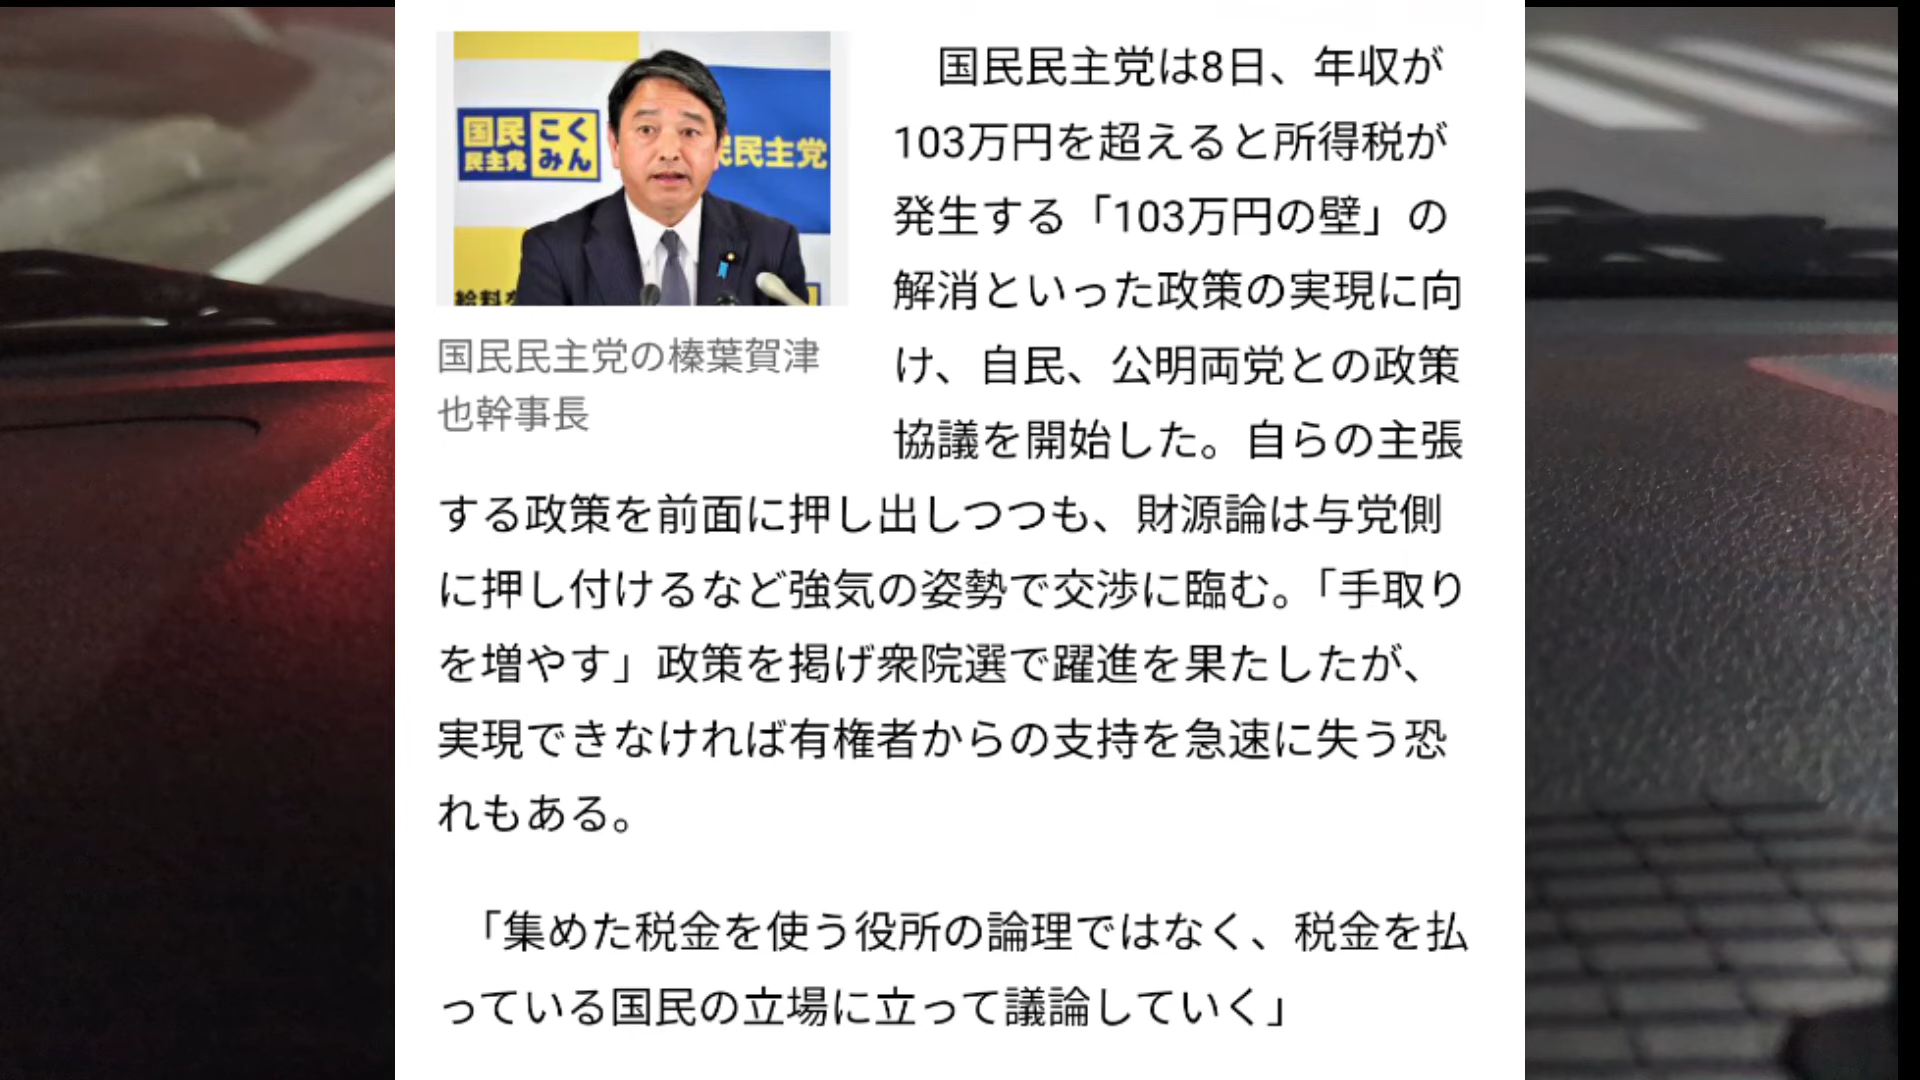 国民
民主党
こく
みん
民民主党
給料を
国民民主党の榛葉賀津
也幹事長
国民民主党は8日、年収が
103万円を超えると所得税が
発生する「103万円の壁」の
解消といった政策の実現に向
け、自民、公明両党との政策
協議を開始した。自らの主張
する政策を前面に押し出しつつも、財源論は与党側
に押し付けるなど強気の姿勢で交渉に臨む。「手取り
を増やす」政策を掲げ衆院選で躍進を果たしたが、
実現できなければ有権者からの支持を急速に失う恐
れもある。
「集めた税金を使う役所の論理ではなく、税金を払
っている国民の立場に立って議論していく」